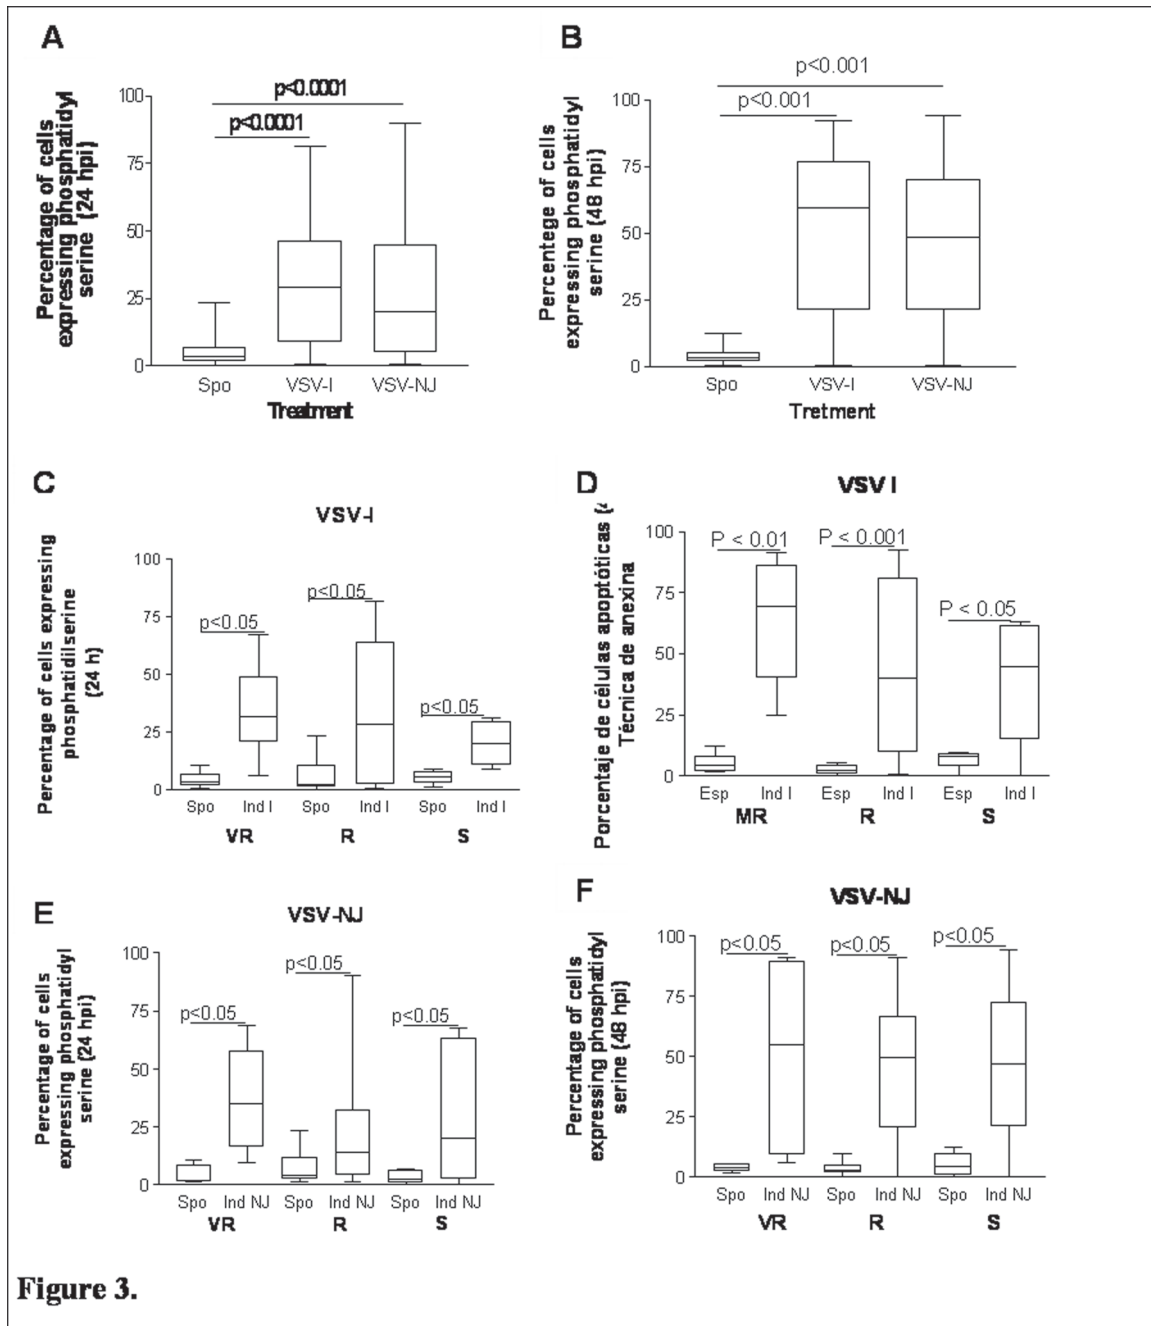 A
p<0.0001
p<0.0001
Percentage of cells
expressing phosphatidyl
serine (24 hpi)
100
75
50
25
0
Spo VSV-I VSV-NJ
Treatment
B
p<0.001
p<0.001
Percentege of cells
expressing phosphatidyl
serine (48 hpi)
100
75
50
25
0
Spo VSV-I VSV-NJ
Tretment
C
VSV-I
Percentage of cells expressing
phosphatidilserine
(24 h)
100
75
50
25
0
p<0.05
p<0.05
p<0.05
Spo Ind I Spo Ind I Spo Ind I
VR R S
D
VSV I
Porcentaje de células apoptóticas (
Técnica de anexina
100
75
50
25
0
P < 0.01
P < 0.001
P < 0.05
Esp Ind I Esp Ind I Esp Ind I
MR R S
E
VSV-NJ
Percentage of cells
expressing phosphatidyl
serine (24 hpi)
100
75
50
25
0
p<0.05
p<0.05
p<0.05
Spo Ind NJ Spo Ind NJ Spo Ind NJ
VR R S
F
VSV-NJ
Percentage of cells
expressing phosphatidyl
serine (48 hpi)
100
75
50
25
0
p<0.05
p<0.05
p<0.05
Spo Ind NJ Spo Ind NJ Spo Ind NJ
VR R S
Figure 3.